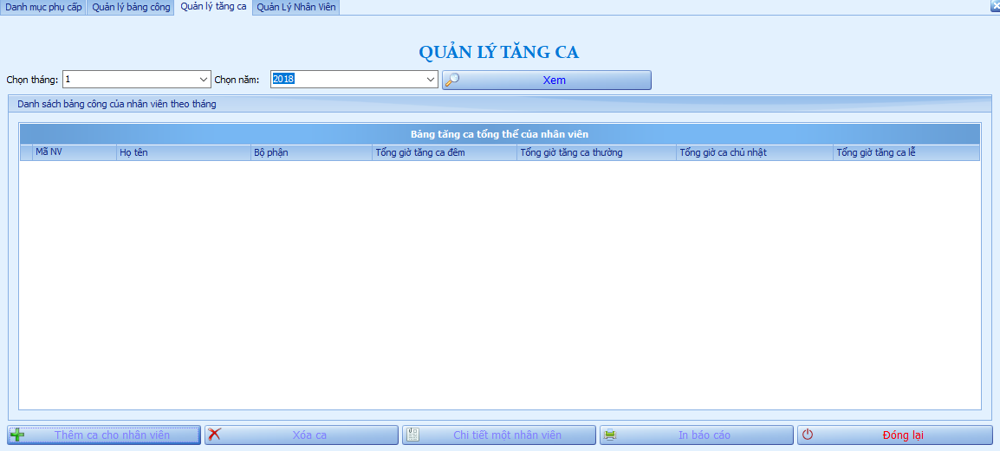 Danh mục phụ cấp Quản lý bảng công Quản lý tăng ca Quản Lý Nhân Viên
QUẢN LÝ TĂNG CA
Chọn tháng: 1 Chọn năm: 2018 Xem
Danh sách bảng công của nhân viên theo tháng
Bảng tăng ca tổng thể của nhân viên
Mã NV Họ tên Bộ phận Tổng giờ tăng ca đêm Tổng giờ tăng ca thường Tổng giờ ca chủ nhật Tổng giờ tăng ca lễ
Thêm ca cho nhân viên Xóa ca Chi tiết một nhân viên In báo cáo Đóng lại